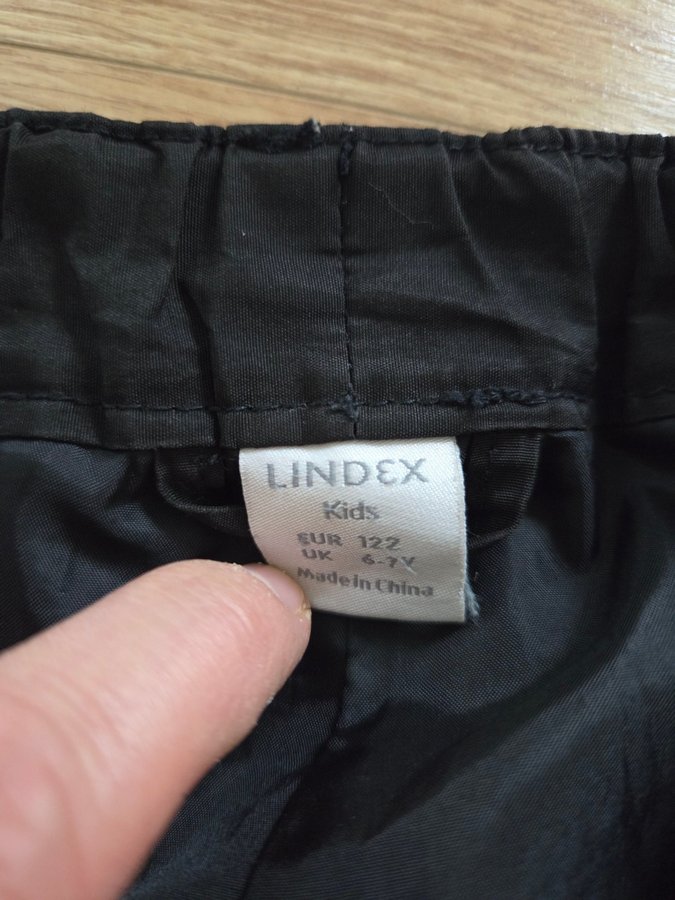 LINDEX
Kids
EUR 122
UK 6-7Y
Made in China